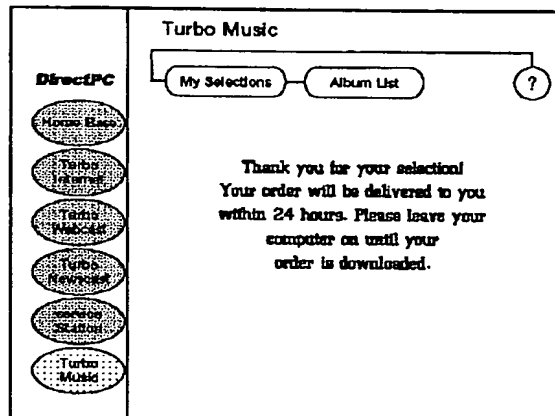 Turbo Music
DirectPC
My Selections
Album List
?
Home Base
Turbo
Internet
Turbo
Webcast
Turbo
Newscast
Service
Station
Turbo
Music
Thank you for your selection!
Your order will be delivered to you
within 24 hours. Please leave your
computer on until your
order is downloaded.